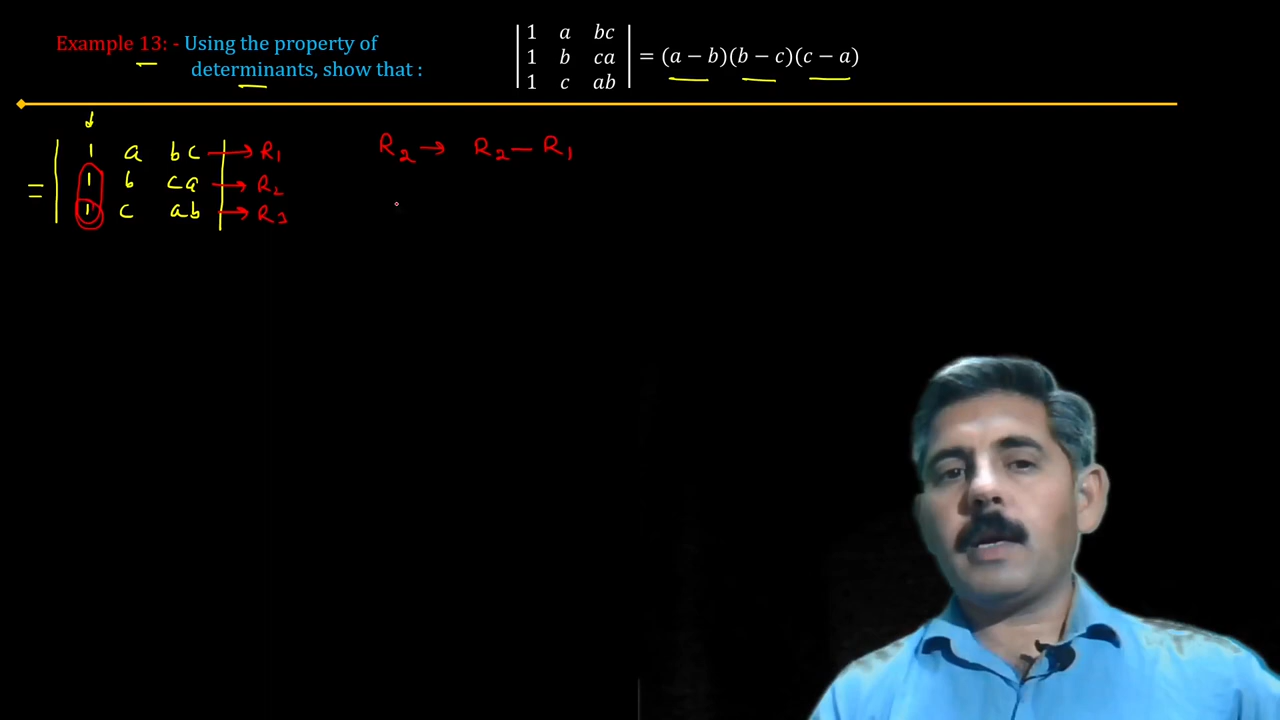 Example 13: - Using the property of
determinants, show that :
| 1 a bc |
| 1 b ca | = (a − b)(b − c)(c − a)
| 1 c ab |
| 1 a bc | → R₁ R₂ → R₂ − R₁
= | 1 b ca | → R₂
| 1 c ab | → R₃